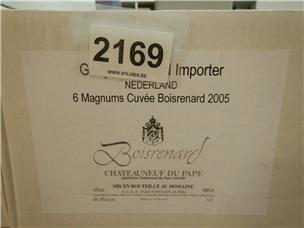 2169
WWW.SYLVIES.BE
Importer
NEDERLAND
6 Magnums Cuvée Boisrenard 2005
Boisrenard
CHATEAUNEUF DU PAPE
MIS EN BOUTEILLE AU DOMAINE